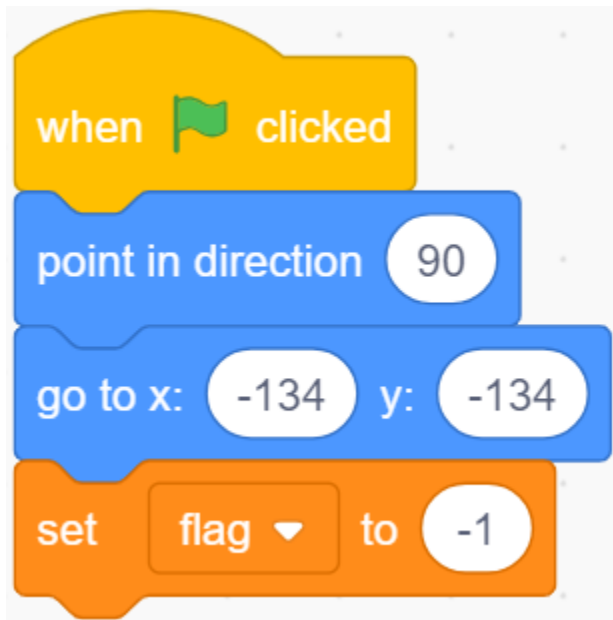 when clicked
point in direction 90
go to x: -134 y: -134
set flag to -1